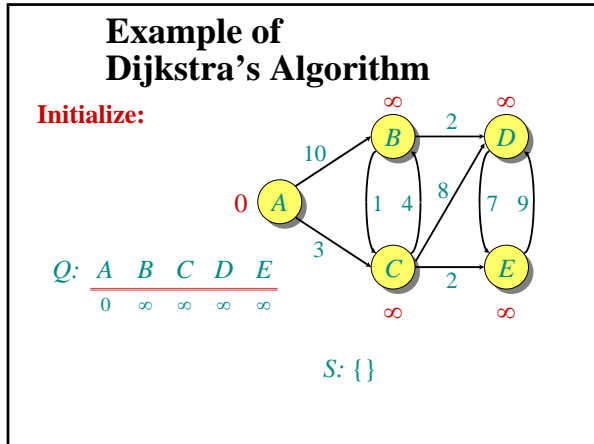 Example of
Dijkstra's Algorithm
Initialize:
∞ ∞
B 2 D
10
0 A 1 4 8 7 9
3
C 2 E
∞ ∞
Q: A B C D E
0 ∞ ∞ ∞ ∞
S: {}